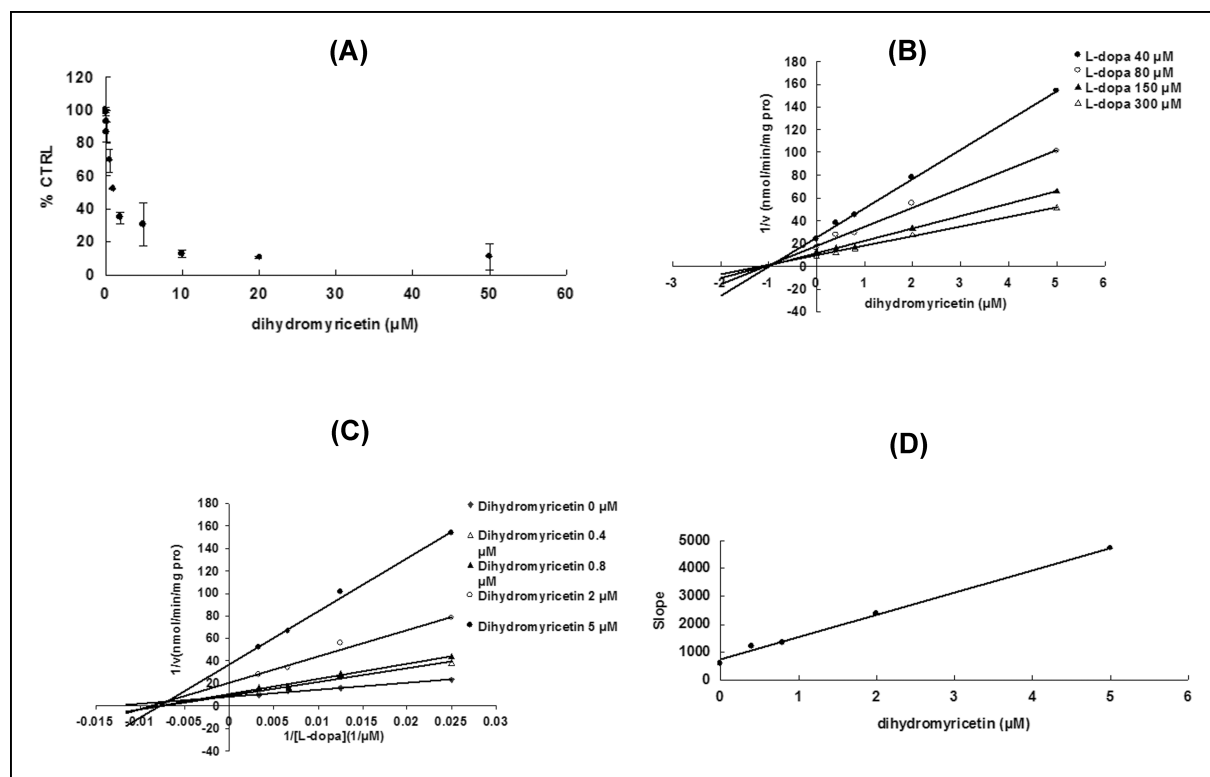 (A)
120
100
80
60
40
20
0
% CTRL
0 10 20 30 40 50 60
dihydromyricetin (µM)
(B)
180
160
140
120
100
80
60
40
20
0
-20
-40
1/v (nmol/min/mg pro)
-3 -2 -1 0 1 2 3 4 5 6
dihydromyricetin (µM)
L-dopa 40 µM
L-dopa 80 µM
L-dopa 150 µM
L-dopa 300 µM
(C)
180
160
140
120
100
80
60
40
20
0
-20
-40
1/v(nmol/min/mg pro)
-0.015 -0.01 -0.005 0 0.005 0.01 0.015 0.02 0.025 0.03
1/[L-dopa](1/µM)
Dihydromyricetin 0 µM
Dihydromyricetin 0.4
µM
Dihydromyricetin 0.8
µM
Dihydromyricetin 2 µM
Dihydromyricetin 5 µM
(D)
5000
4000
3000
2000
1000
0
Slope
0 2 4 6
dihydromyricetin (µM)